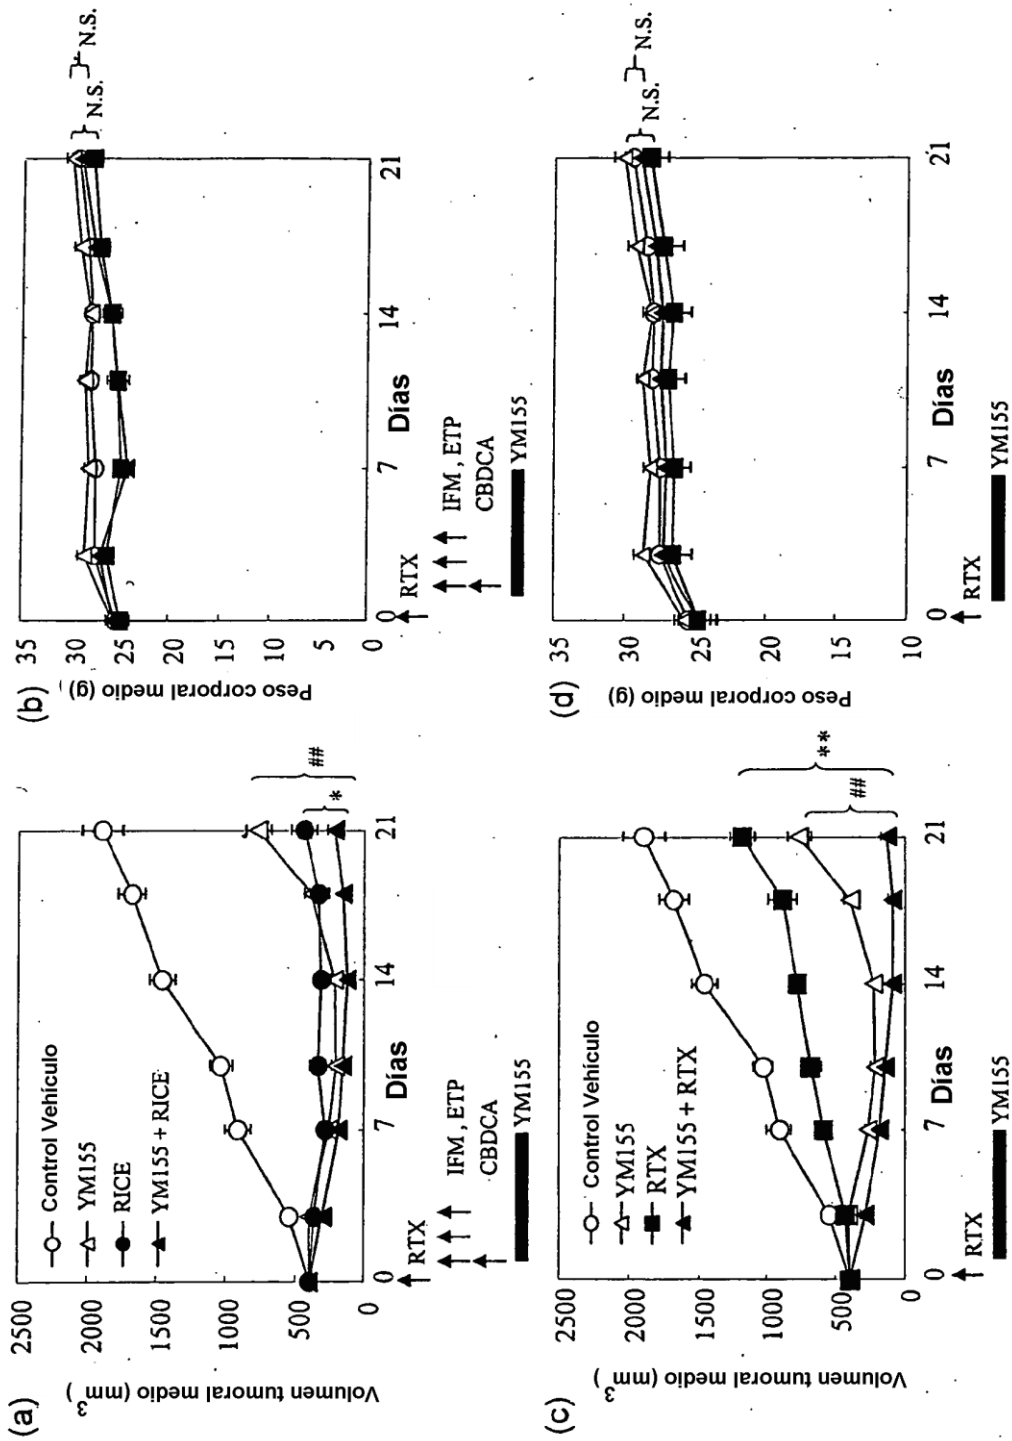 (a)
Volumen tumoral medio (mm3)
2500
2000
1500
1000
500
0
Control Vehículo
YM155
RICE
YM155 + RICE
*
##
0
7
14
21
Días
RTX
IFM, ETP
CBDCA
YM155
(b)
Peso corporal medio (g)
35
30
25
20
15
10
5
0
N.S.
N.S.
0
7
14
21
Días
RTX
IFM, ETP
CBDCA
YM155
(c)
Volumen tumoral medio (mm3)
2500
2000
1500
1000
500
0
Control Vehículo
YM155
RTX
YM155 + RTX
##
**
0
7
14
21
Días
RTX
YM155
(d)
Peso corporal medio (g)
35
30
25
20
15
10
N.S.
N.S.
0
7
14
21
Días
RTX
YM155